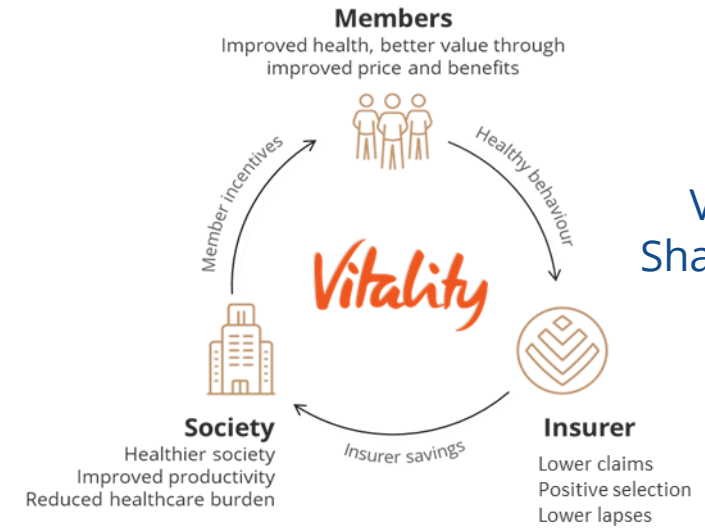 Members
Improved health, better value through
improved price and benefits
Member incentives
Healthy behaviour
V
Sha
Vitality
Society
Healthier society
Improved productivity
Reduced healthcare burden
Insurer savings
Insurer
Lower claims
Positive selection
Lower lapses